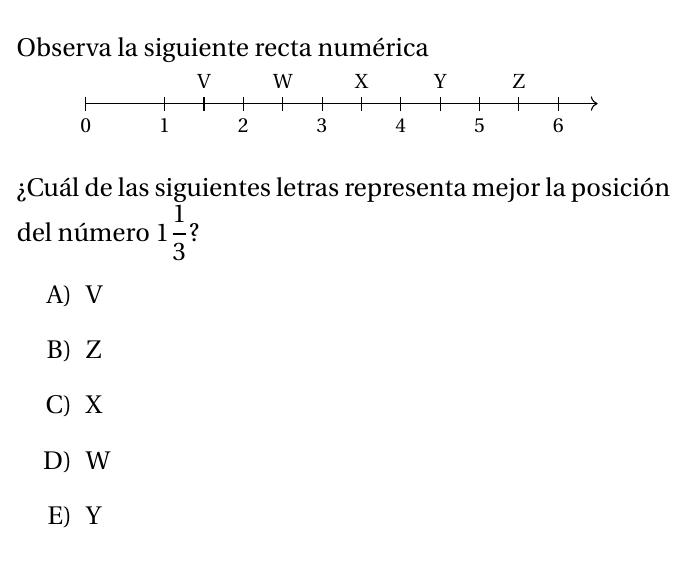 Observa la siguiente recta numérica
V W X Y Z
0 1 2 3 4 5 6
¿Cuál de las siguientes letras representa mejor la posición
del número 1 1/3?
A) V
B) Z
C) X
D) W
E) Y